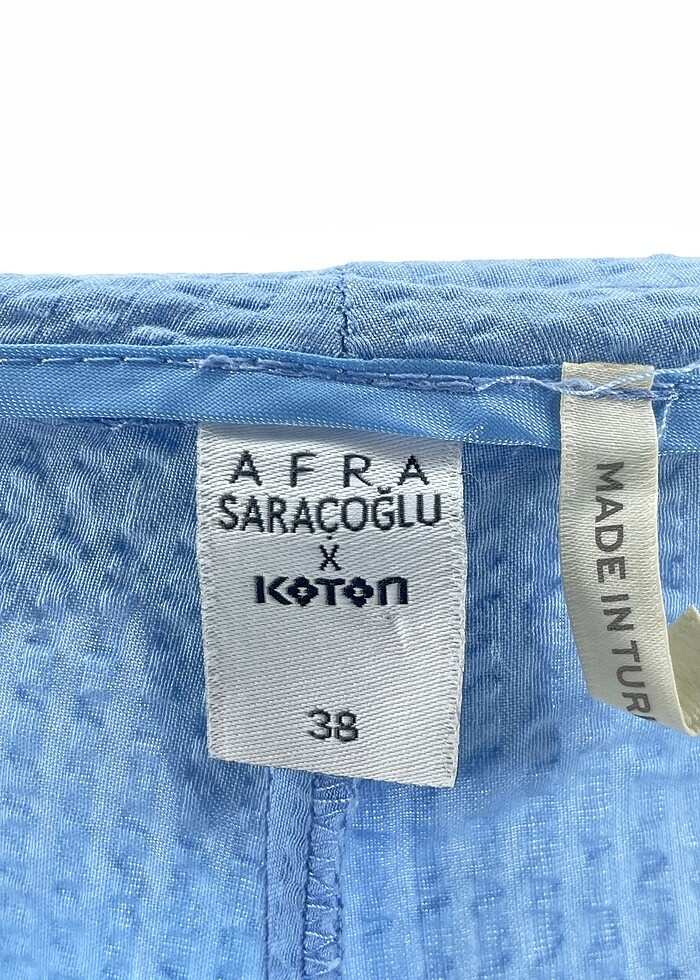 AFRA
SARAÇOĞLU
X
KOTON
38
MADE IN TUR